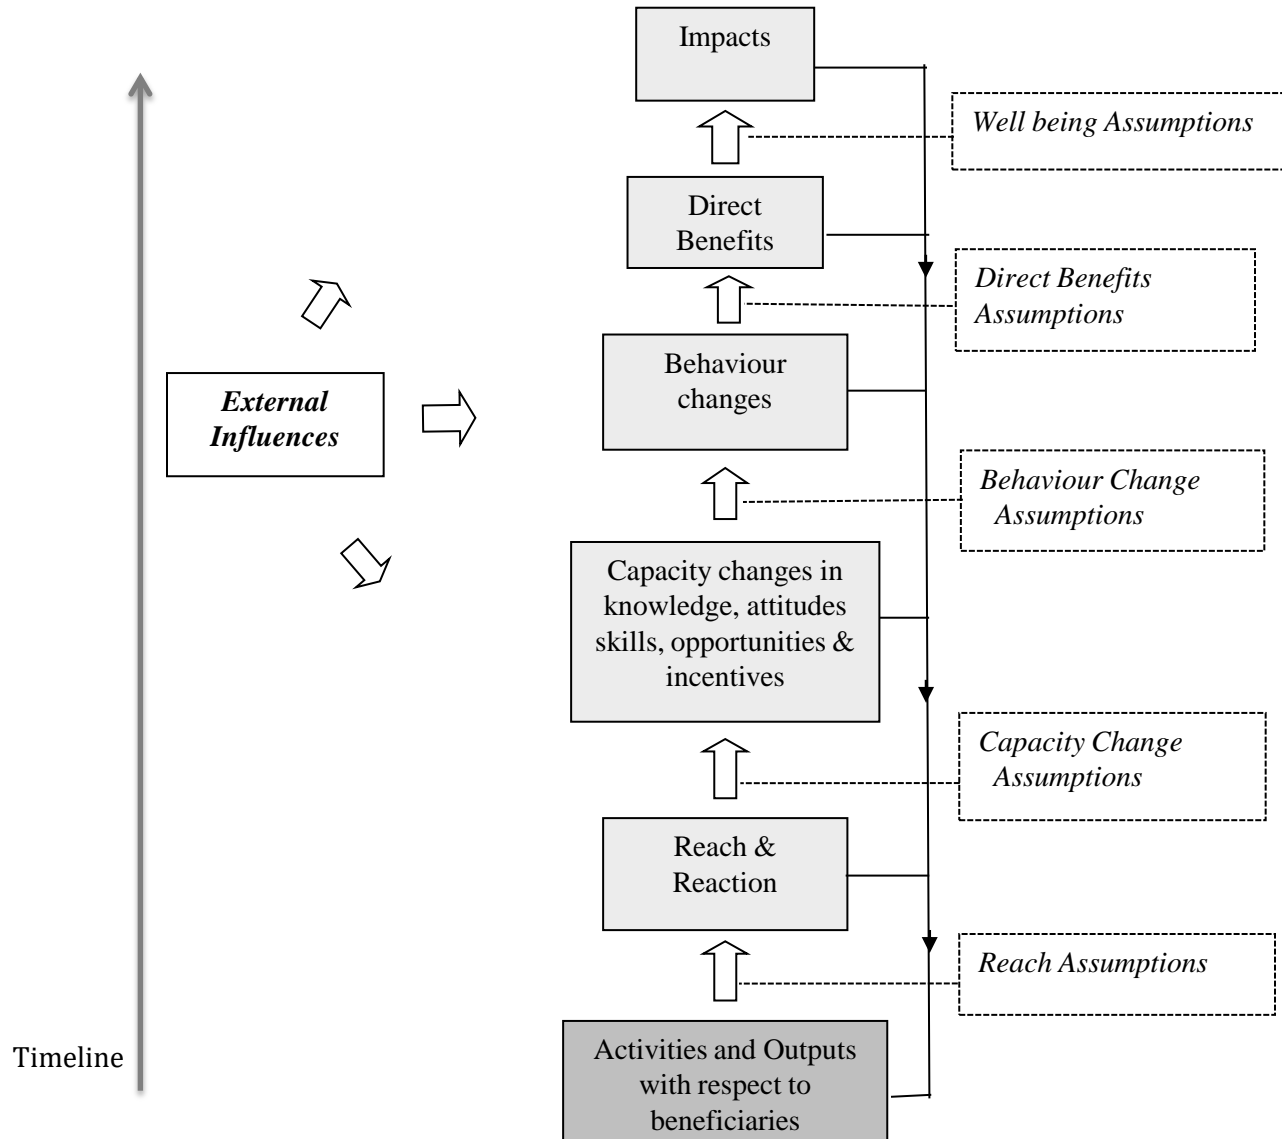 Impacts
Well being Assumptions
Direct
Benefits
Direct Benefits
Assumptions
External
Influences
Behaviour
changes
Behaviour Change
Assumptions
Capacity changes in
knowledge, attitudes
skills, opportunities &
incentives
Capacity Change
Assumptions
Reach &
Reaction
Reach Assumptions
Timeline
Activities and Outputs
with respect to
beneficiaries